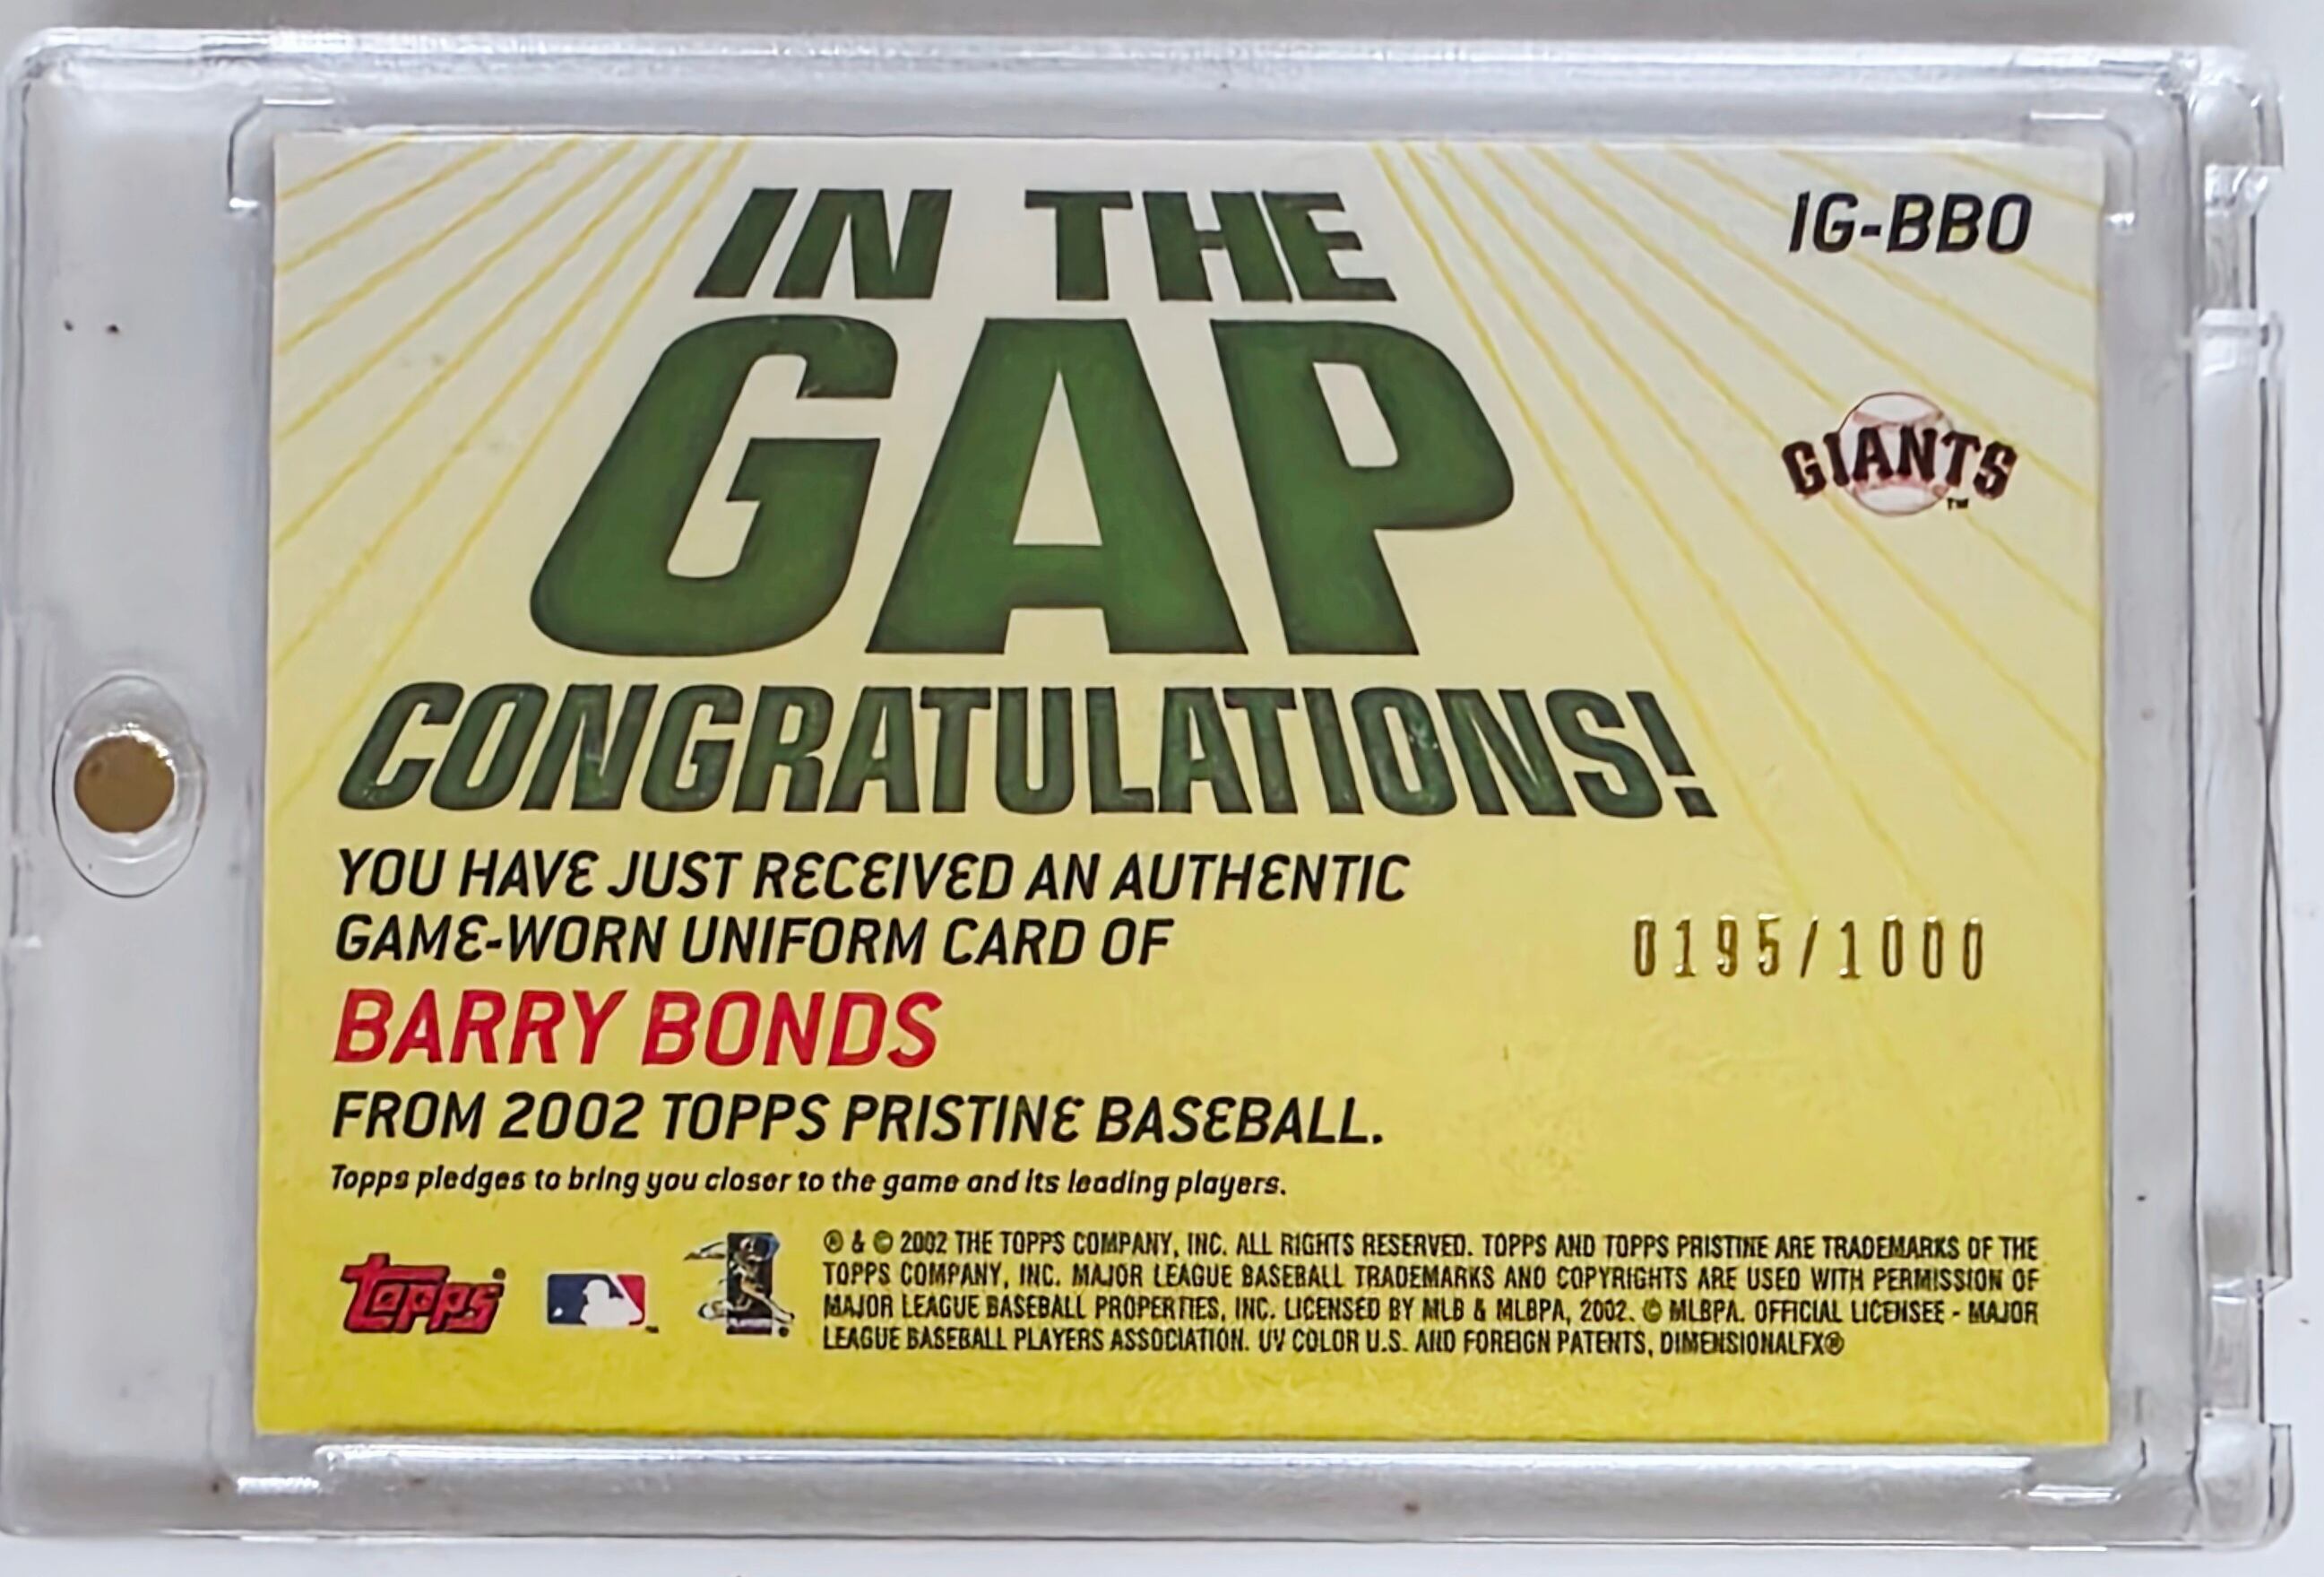 IN THE
GAP
CONGRATULATIONS!
IG-BBO
GIANTS
TM
YOU HAVE JUST RECEIVED AN AUTHENTIC
GAME-WORN UNIFORM CARD OF
BARRY BONDS
FROM 2002 TOPPS PRISTINE BASEBALL.
0195/1000
Topps pledges to bring you closer to the game and its leading players.
topps®
® & © 2002 THE TOPPS COMPANY, INC. ALL RIGHTS RESERVED. TOPPS AND TOPPS PRISTINE ARE TRADEMARKS OF THE
TOPPS COMPANY, INC. MAJOR LEAGUE BASEBALL TRADEMARKS AND COPYRIGHTS ARE USED WITH PERMISSION OF
MAJOR LEAGUE BASEBALL PROPERTIES, INC. LICENSED BY MLB & MLBPA, 2002. © MLBPA. OFFICIAL LICENSEE - MAJOR
LEAGUE BASEBALL PLAYERS ASSOCIATION. UV COLOR U.S. AND FOREIGN PATENTS, DIMENSIONALFX®